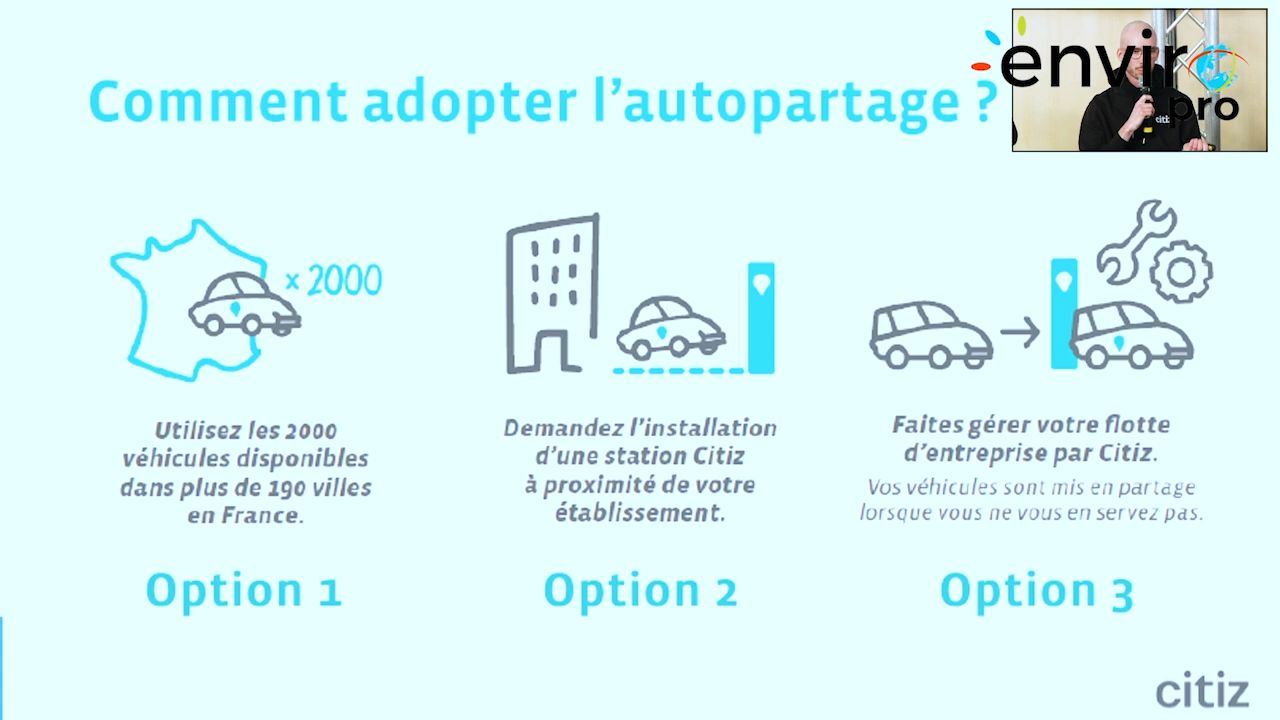 Comment adopter l'autopartage ?
enviro
pro
citiz
x 2000
Utilisez les 2000
véhicules disponibles
dans plus de 190 villes
en France.
Option 1
Demandez l'installation
d'une station Citiz
à proximité de votre
établissement.
Option 2
Faites gérer votre flotte
d'entreprise par Citiz.
Vos véhicules sont mis en partage
lorsque vous ne vous en servez pas.
Option 3
citiz